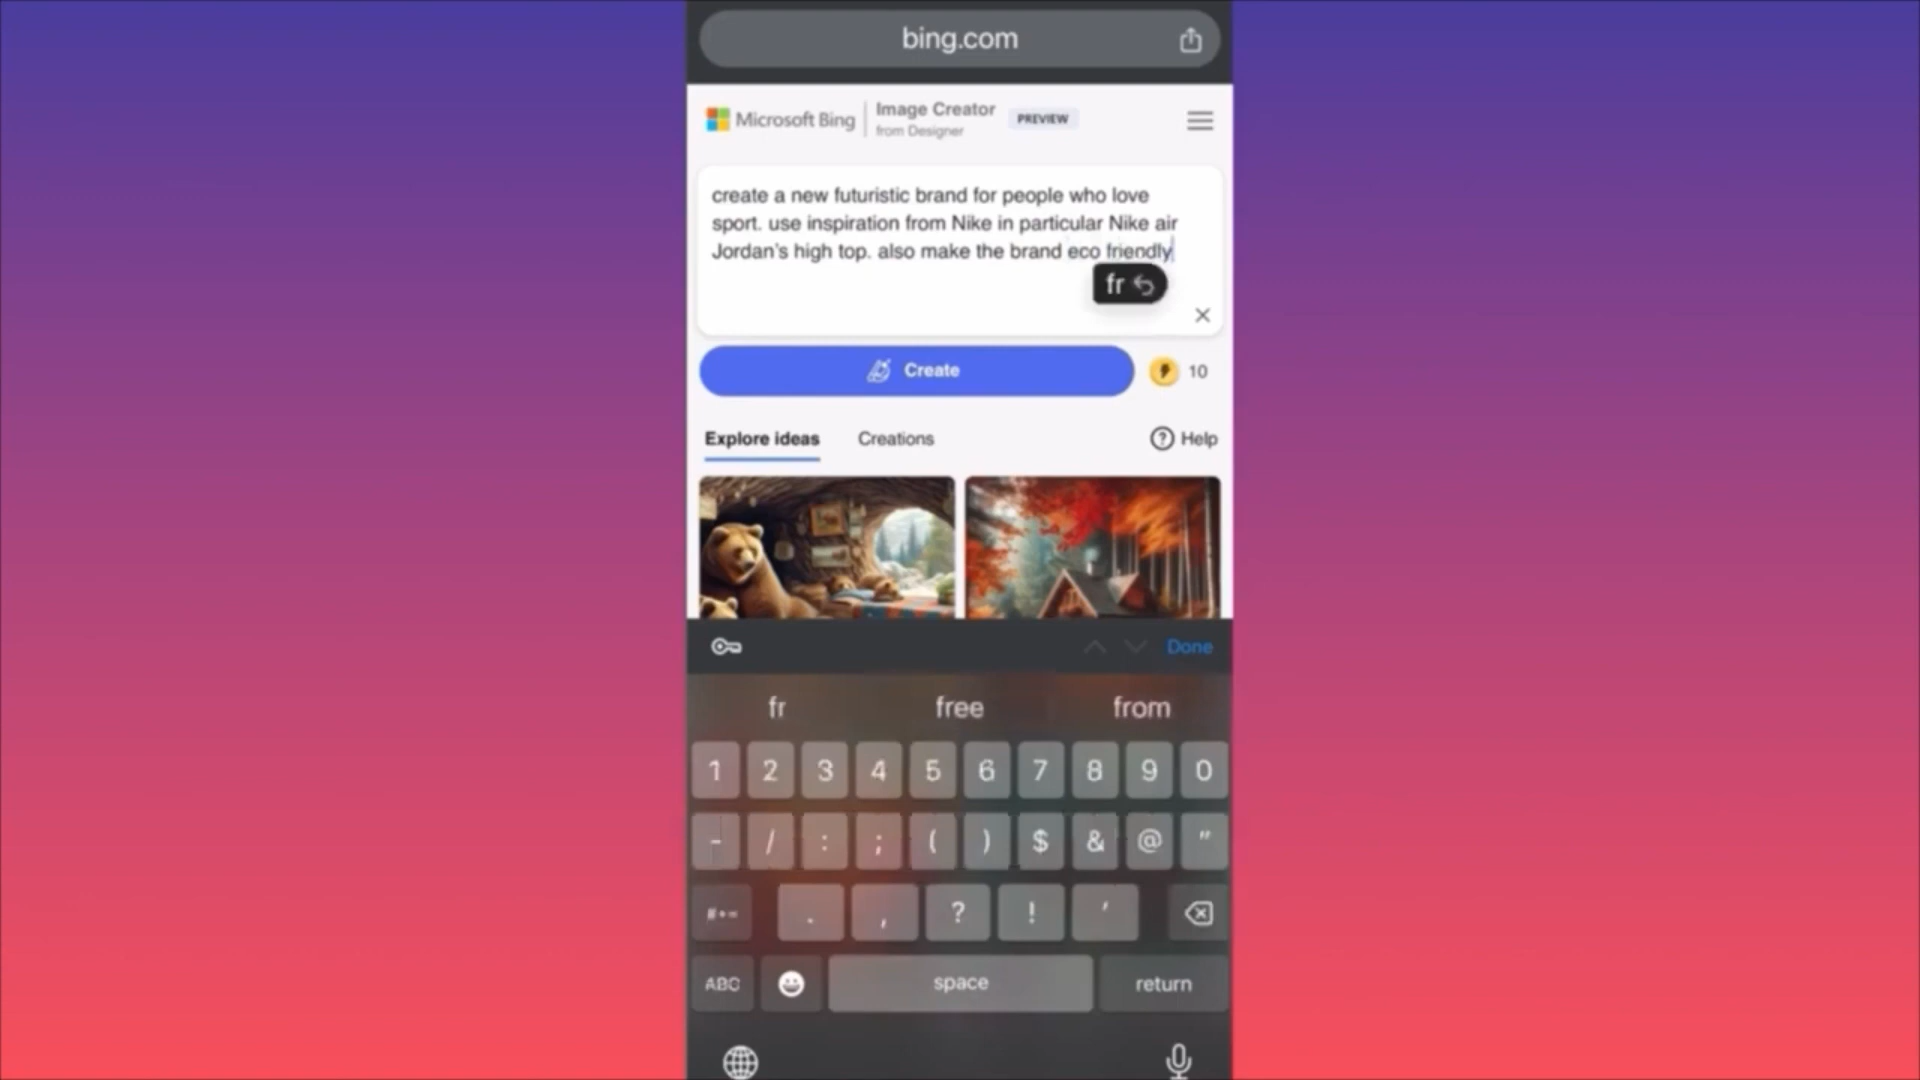 bing.com
Microsoft Bing
Image Creator
from Designer
PREVIEW
create a new futuristic brand for people who love
sport. use inspiration from Nike in particular Nike air
Jordan's high top. also make the brand eco friendly
fr
Create
10
Explore ideas
Creations
Help
Done
fr
free
from
1 2 3 4 5 6 7 8 9 0
- / : ; ( ) $ & @ "
#+= . , ? ! '
ABC
space
return